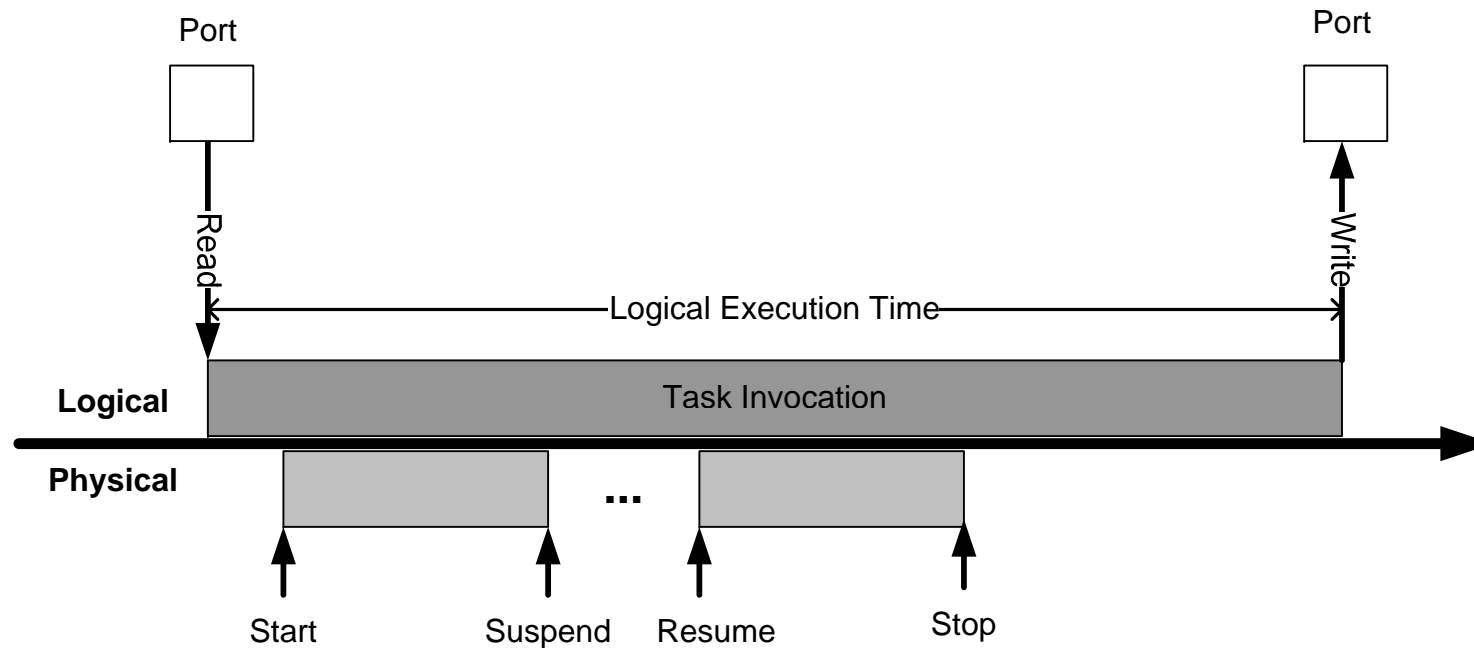 Port
Port
Read
Write
Logical Execution Time
Task Invocation
Logical
Physical
...
Start
Suspend
Resume
Stop